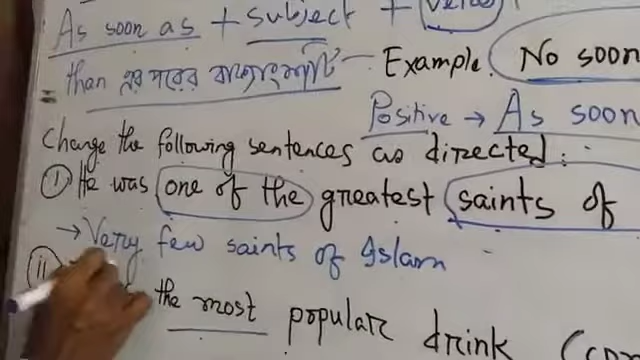 As soon as + subject + verb
= than এর পরের বাক্যাংশটি — Example. No soon
Positive → As soon
Change the following sentences as directed:
(i) He was one of the greatest saints of
→ Very few saints of Islam
(ii) the most popular drink